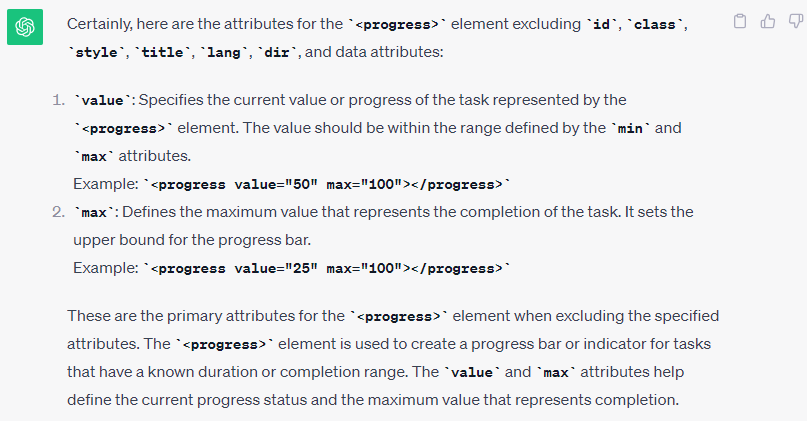 Certainly, here are the attributes for the `<progress>` element excluding `id`, `class`,
`style`, `title`, `lang`, `dir`, and data attributes:
1. `value`: Specifies the current value or progress of the task represented by the
`<progress>` element. The value should be within the range defined by the `min` and
`max` attributes.
Example: `<progress value="50" max="100"></progress>`
2. `max`: Defines the maximum value that represents the completion of the task. It sets the
upper bound for the progress bar.
Example: `<progress value="25" max="100"></progress>`
These are the primary attributes for the `<progress>` element when excluding the specified
attributes. The `<progress>` element is used to create a progress bar or indicator for tasks
that have a known duration or completion range. The `value` and `max` attributes help
define the current progress status and the maximum value that represents completion.